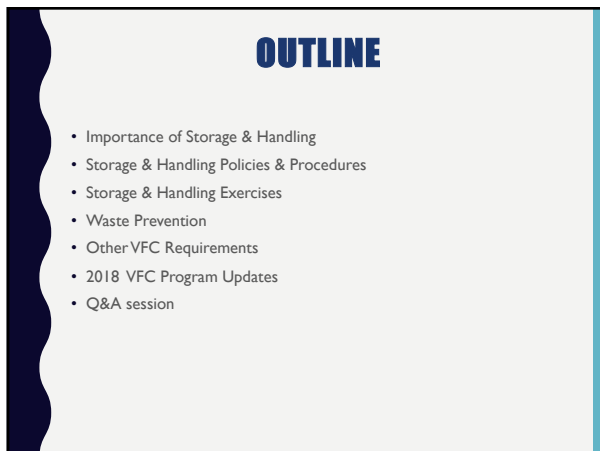 OUTLINE
• Importance of Storage & Handling
• Storage & Handling Policies & Procedures
• Storage & Handling Exercises
• Waste Prevention
• Other VFC Requirements
• 2018 VFC Program Updates
• Q&A session